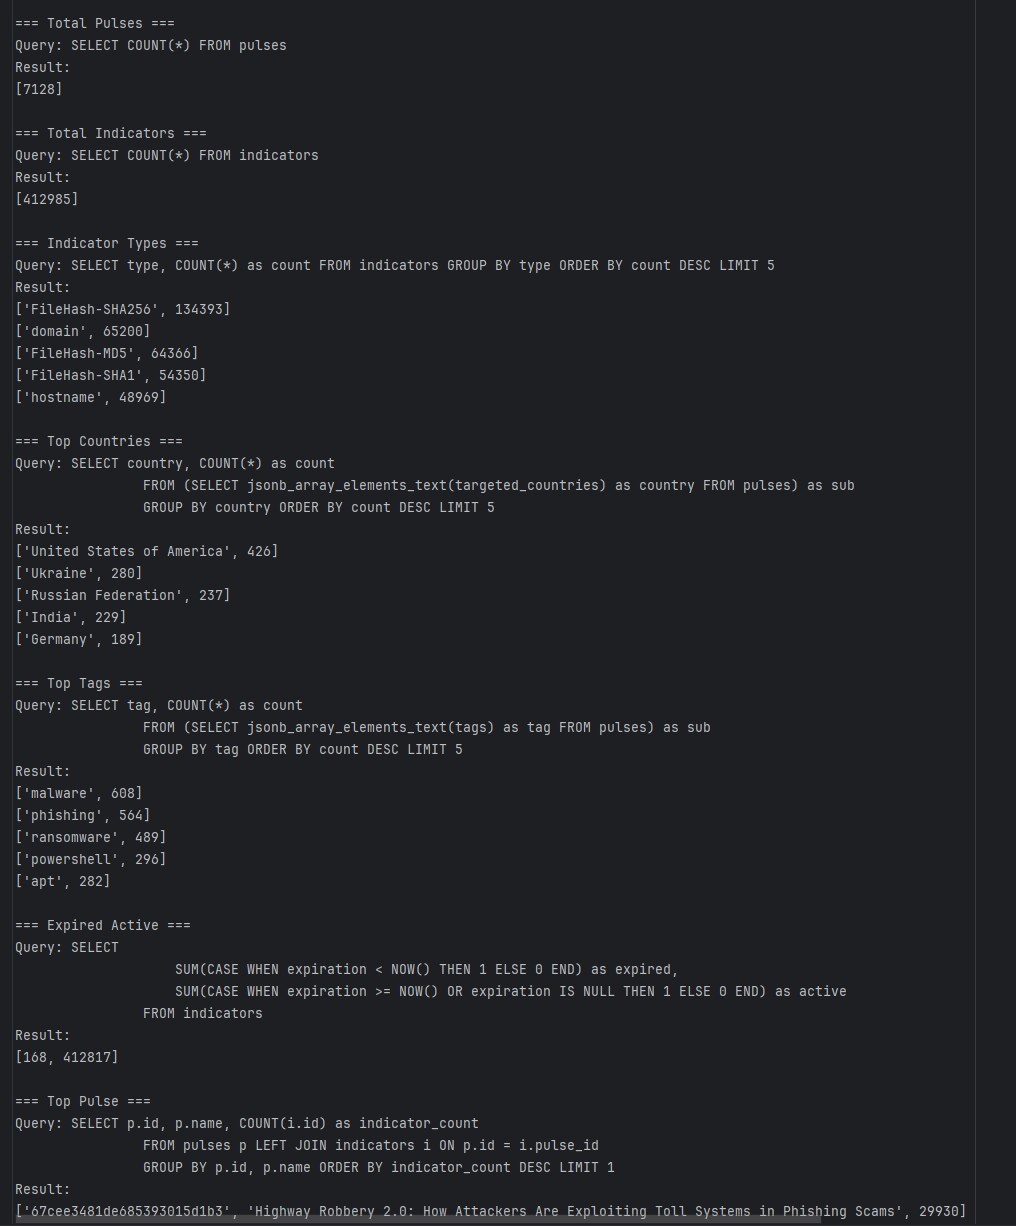 === Total Pulses ===
Query: SELECT COUNT(*) FROM pulses
Result:
[7128]
=== Total Indicators ===
Query: SELECT COUNT(*) FROM indicators
Result:
[412985]
=== Indicator Types ===
Query: SELECT type, COUNT(*) as count FROM indicators GROUP BY type ORDER BY count DESC LIMIT 5
Result:
['FileHash-SHA256', 134393]
['domain', 65200]
['FileHash-MD5', 64366]
['FileHash-SHA1', 54350]
['hostname', 48969]
=== Top Countries ===
Query: SELECT country, COUNT(*) as count
FROM (SELECT jsonb_array_elements_text(targeted_countries) as country FROM pulses) as sub
GROUP BY country ORDER BY count DESC LIMIT 5
Result:
['United States of America', 426]
['Ukraine', 280]
['Russian Federation', 237]
['India', 229]
['Germany', 189]
=== Top Tags ===
Query: SELECT tag, COUNT(*) as count
FROM (SELECT jsonb_array_elements_text(tags) as tag FROM pulses) as sub
GROUP BY tag ORDER BY count DESC LIMIT 5
Result:
['malware', 608]
['phishing', 564]
['ransomware', 489]
['powershell', 296]
['apt', 282]
=== Expired Active ===
Query: SELECT
SUM(CASE WHEN expiration < NOW() THEN 1 ELSE 0 END) as expired,
SUM(CASE WHEN expiration >= NOW() OR expiration IS NULL THEN 1 ELSE 0 END) as active
FROM indicators
Result:
[168, 412817]
=== Top Pulse ===
Query: SELECT p.id, p.name, COUNT(i.id) as indicator_count
FROM pulses p LEFT JOIN indicators i ON p.id = i.pulse_id
GROUP BY p.id, p.name ORDER BY indicator_count DESC LIMIT 1
Result:
['67cee3481de685393015d1b3', 'Highway Robbery 2.0: How Attackers Are Exploiting Toll Systems in Phishing Scams', 29930]